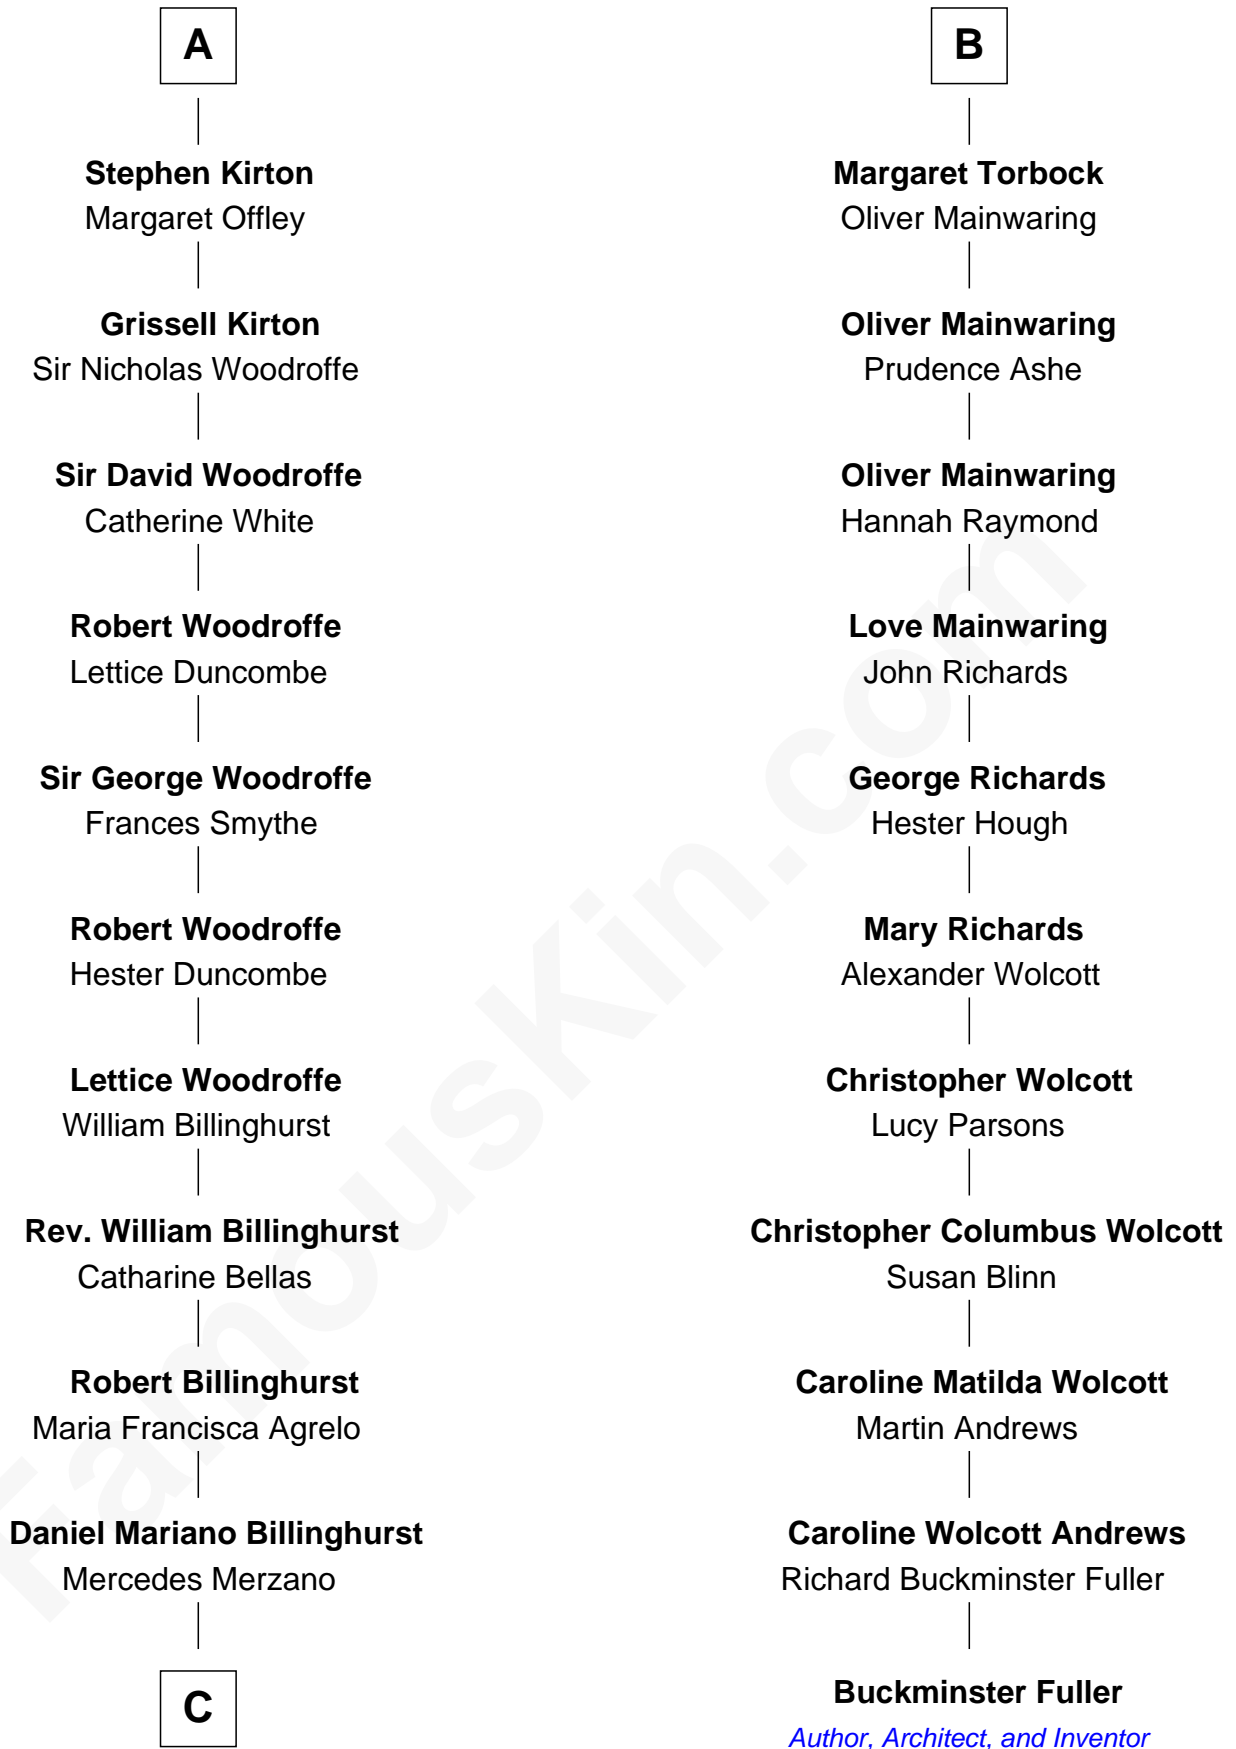 A
Stephen Kirton
Margaret Offley
Grissell Kirton
Sir Nicholas Woodroffe
Sir David Woodroffe
Catherine White
Robert Woodroffe
Lettice Duncombe
Sir George Woodroffe
Frances Smythe
Robert Woodroffe
Hester Duncombe
Lettice Woodroffe
William Billinghurst
Rev. William Billinghurst
Catharine Bellas
Robert Billinghurst
Maria Francisca Agrelo
Daniel Mariano Billinghurst
Mercedes Merzano
C
B
Margaret Torbock
Oliver Mainwaring
Oliver Mainwaring
Prudence Ashe
Oliver Mainwaring
Hannah Raymond
Love Mainwaring
John Richards
George Richards
Hester Hough
Mary Richards
Alexander Wolcott
Christopher Wolcott
Lucy Parsons
Christopher Columbus Wolcott
Susan Blinn
Caroline Matilda Wolcott
Martin Andrews
Caroline Wolcott Andrews
Richard Buckminster Fuller
Buckminster Fuller
Author, Architect, and Inventor
FamousKin.com